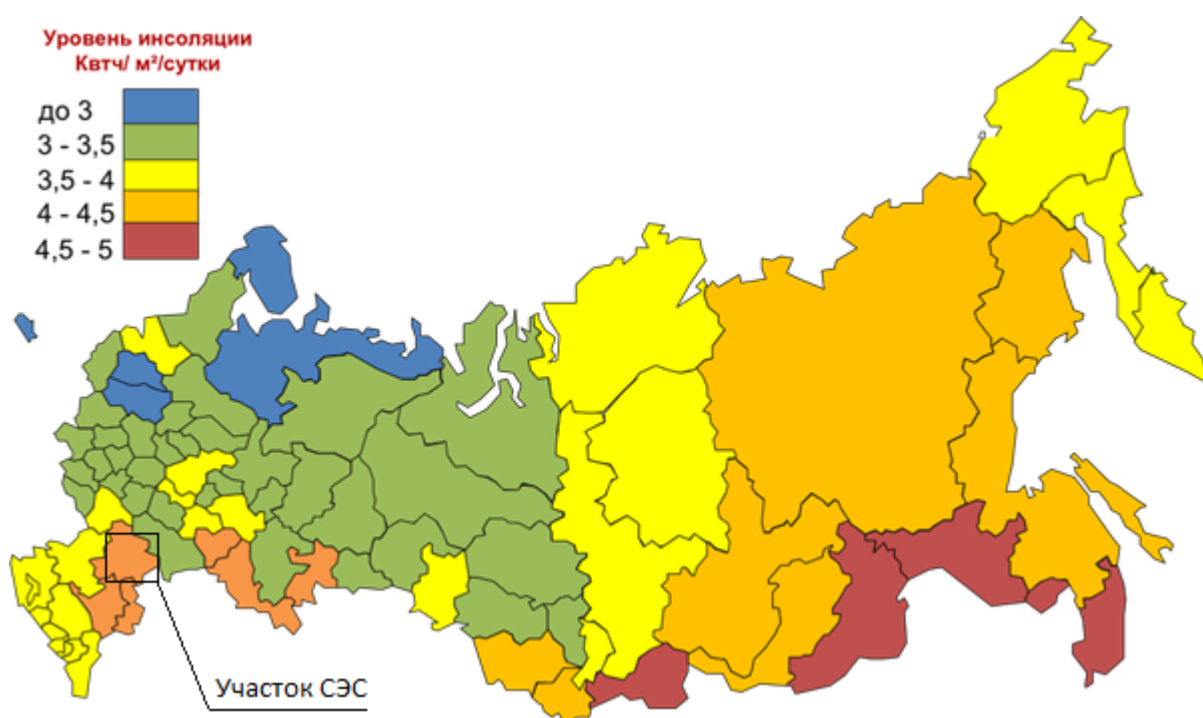 Уровень инсоляции
Квтч/ м²/сутки
до 3
3 - 3,5
3,5 - 4
4 - 4,5
4,5 - 5
Участок СЭС